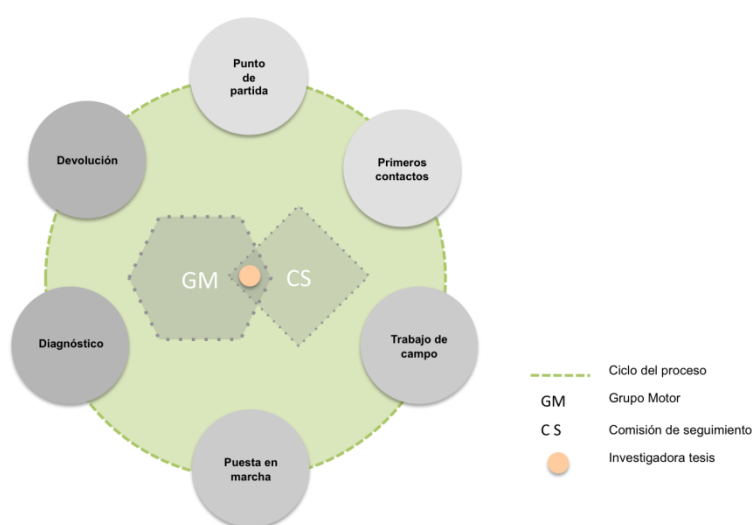 Punto
de
partida
Primeros
contactos
Devolución
GM
CS
Diagnóstico
Trabajo de
campo
Puesta en
marcha
Ciclo del proceso
GM Grupo Motor
C S Comisión de seguimiento
Investigadora tesis